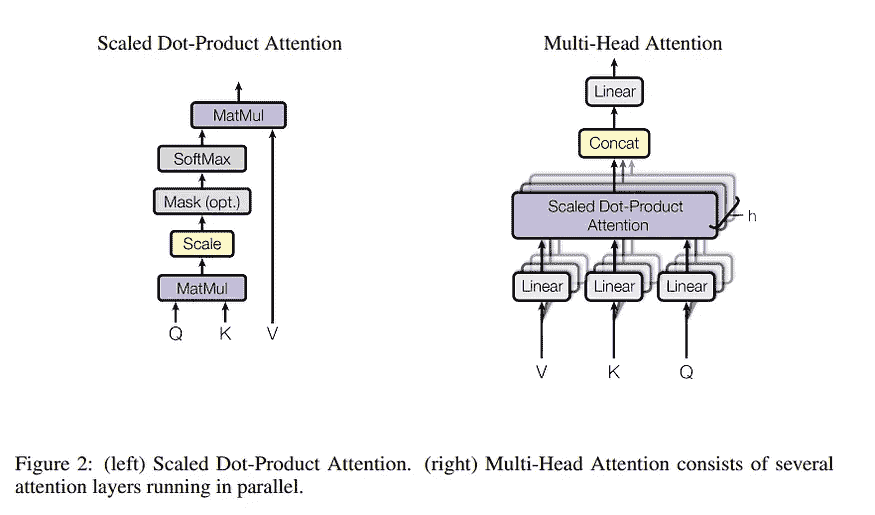 Scaled Dot-Product Attention
MatMul
SoftMax
Mask (opt.)
Scale
MatMul
Q K V
Multi-Head Attention
Linear
Concat
Scaled Dot-Product
Attention
h
Linear Linear Linear
V K Q
Figure 2: (left) Scaled Dot-Product Attention. (right) Multi-Head Attention consists of several
attention layers running in parallel.